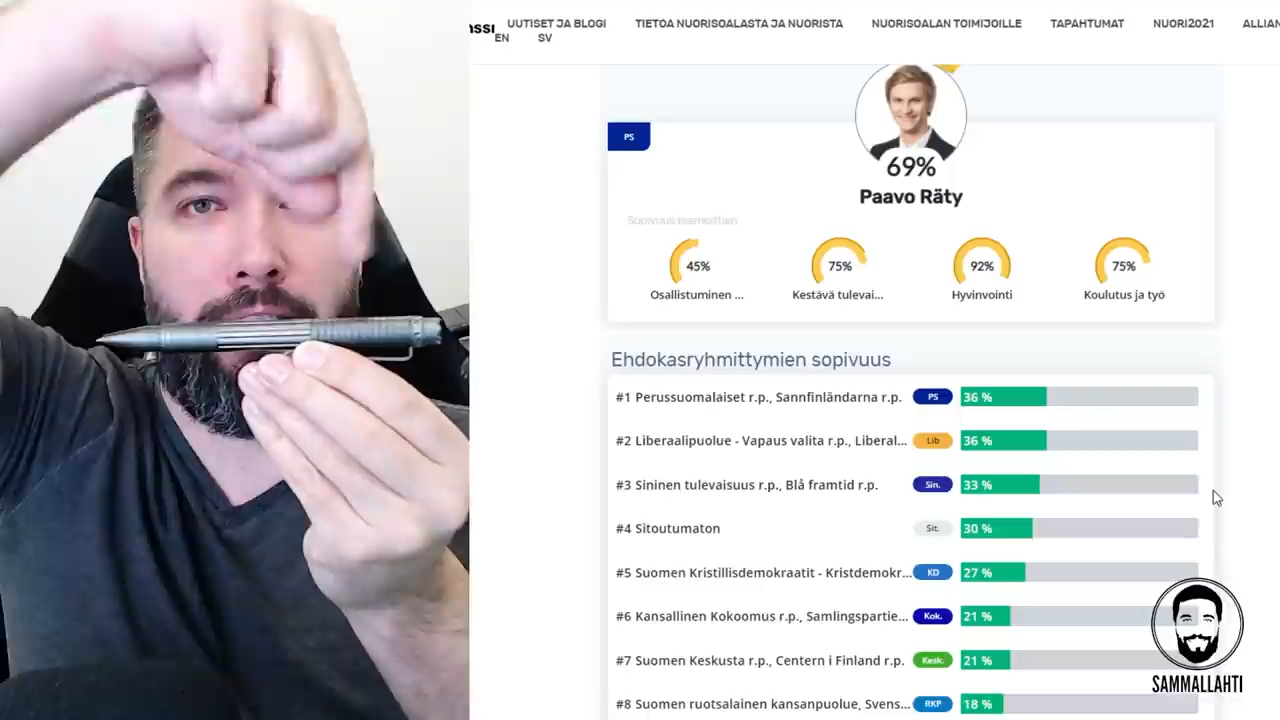 nssi
UUTISET JA BLOGI TIETOA NUORISOALASTA JA NUORISTA NUORISOALAN TOIMIJOILLE TAPAHTUMAT NUORI2021 ALLIAN
EN SV
PS
69%
Paavo Räty
Sopivuus teemoittain
45% 75% 92% 75%
Osallistuminen ... Kestävä tulevai... Hyvinvointi Koulutus ja työ
Ehdokasryhmittymien sopivuus
#1 Perussuomalaiset r.p., Sannfinländarna r.p. PS 36 %
#2 Liberaalipuolue - Vapaus valita r.p., Liberal... Lib 36 %
#3 Sininen tulevaisuus r.p., Blå framtid r.p. Sin. 33 %
#4 Sitoutumaton Sit. 30 %
#5 Suomen Kristillisdemokraatit - Kristdemokr... KD 27 %
#6 Kansallinen Kokoomus r.p., Samlingspartie... Kok. 21 %
#7 Suomen Keskusta r.p., Centern i Finland r.p. Kesk. 21 %
#8 Suomen ruotsalainen kansanpuolue, Svens... RKP 18 %
SAMMALLAHTI